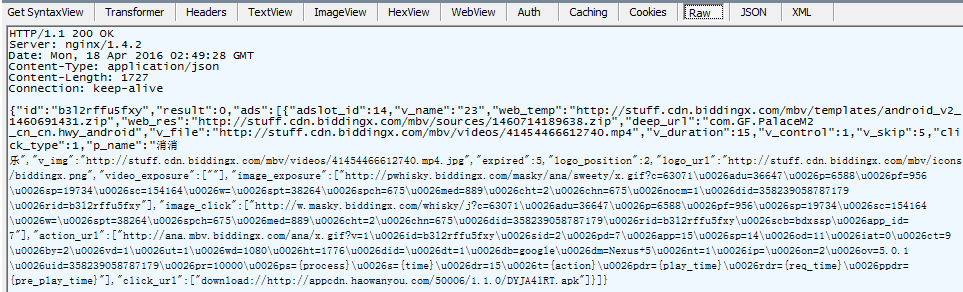 Get SyntaxView Transformer Headers TextView ImageView HexView WebView Auth Caching Cookies Raw JSON XML
HTTP/1.1 200 OK
Server: nginx/1.4.2
Date: Mon, 18 Apr 2016 02:49:28 GMT
Content-Type: application/json
Content-Length: 1727
Connection: keep-alive
{"id":"b3l2rffu5fxy","result":0,"ads":[{"adslot_id":14,"v_name":"23","web_temp":"http://stuff.cdn.biddingx.com/mbv/templates/android_v2_
1460691431.zip","web_res":"http://stuff.cdn.biddingx.com/mbv/sources/1460714189638.zip","deep_url":"com.GF.PalaceM2
_cn_cn.hwy_android","v_file":"http://stuff.cdn.biddingx.com/mbv/videos/41454466612740.mp4","v_duration":15,"v_control":1,"v_skip":5,"cli
ck_type":1,"p_name":"消消
乐","v_img":"http://stuff.cdn.biddingx.com/mbv/videos/41454466612740.mp4.jpg","expired":5,"logo_position":2,"logo_url":"http://stuff.cdn.biddingx.com/mbv/icons
/biddingx.png","video_exposure":[""],"image_exposure":["http://pwhisky.biddingx.com/masky/ana/sweety/x.gif?c=63071\u0026adu=36647\u0026p=6588\u0026pf=956
\u0026sp=19734\u0026sc=154164\u0026w=\u0026spt=38264\u0026spch=675\u0026med=889\u0026cht=2\u0026chn=675\u0026nocm=1\u0026did=358239058787179
\u0026rid=b3l2rffu5fxy"],"image_click":["http://w.masky.biddingx.com/whisky/j?c=63071\u0026adu=36647\u0026p=6588\u0026pf=956\u0026sp=19734\u0026sc=154164
\u0026w=\u0026spt=38264\u0026spch=675\u0026med=889\u0026cht=2\u0026chn=675\u0026did=358239058787179\u0026rid=b3l2rffu5fxy\u0026scb=bdxssp\u0026app_id=
7"],"action_url":["http://ana.mbv.biddingx.com/ana/x.gif?v=1\u0026id=b3l2rffu5fxy\u0026sid=2\u0026pd=7\u0026app=15\u0026sp=14\u0026od=11\u0026iat=0\u0026ct=9
\u0026by=2\u0026vd=1\u0026ut=1\u0026wd=1080\u0026ht=1776\u0026did=\u0026dt=1\u0026db=google\u0026dm=Nexus+5\u0026nt=1\u0026ip=\u0026on=2\u0026ov=5.0.1
\u0026uid=358239058787179\u0026pr=10000\u0026ps={process}\u0026s={time}\u0026dr=15\u0026t={action}\u0026pdr={play_time}\u0026rdr={req_time}\u0026ppdr=
{pre_play_time}"],"click_url":["download://http://appcdn.haowanyou.com/50006/1.1.0/DYJA41RT.apk"]}]}